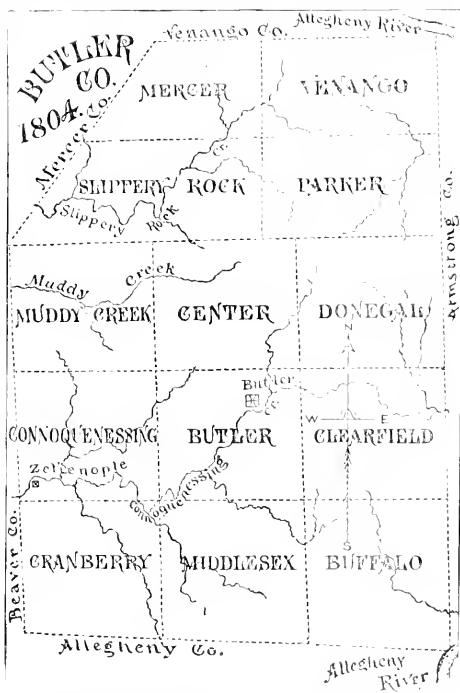 BUTLER
CO.
1804.
Venango Co.
Allegheny River
Mercer Co.
MERCER
VENANGO
SLIPPERY ROCK
Cr.
PARKER
Slippery Rock
Armstrong Co.
Muddy Creek
MUDDY CREEK
CENTER
DONEGAL
N
Butler
Cr.
W E
CONNOQUENESSING
BUTLER
CLEARFIELD
Zelienople
Connoquenessing
S
Beaver Co.
CRANBERRY
MIDDLESEX
BUFFALO
Allegheny Co.
Allegheny
River